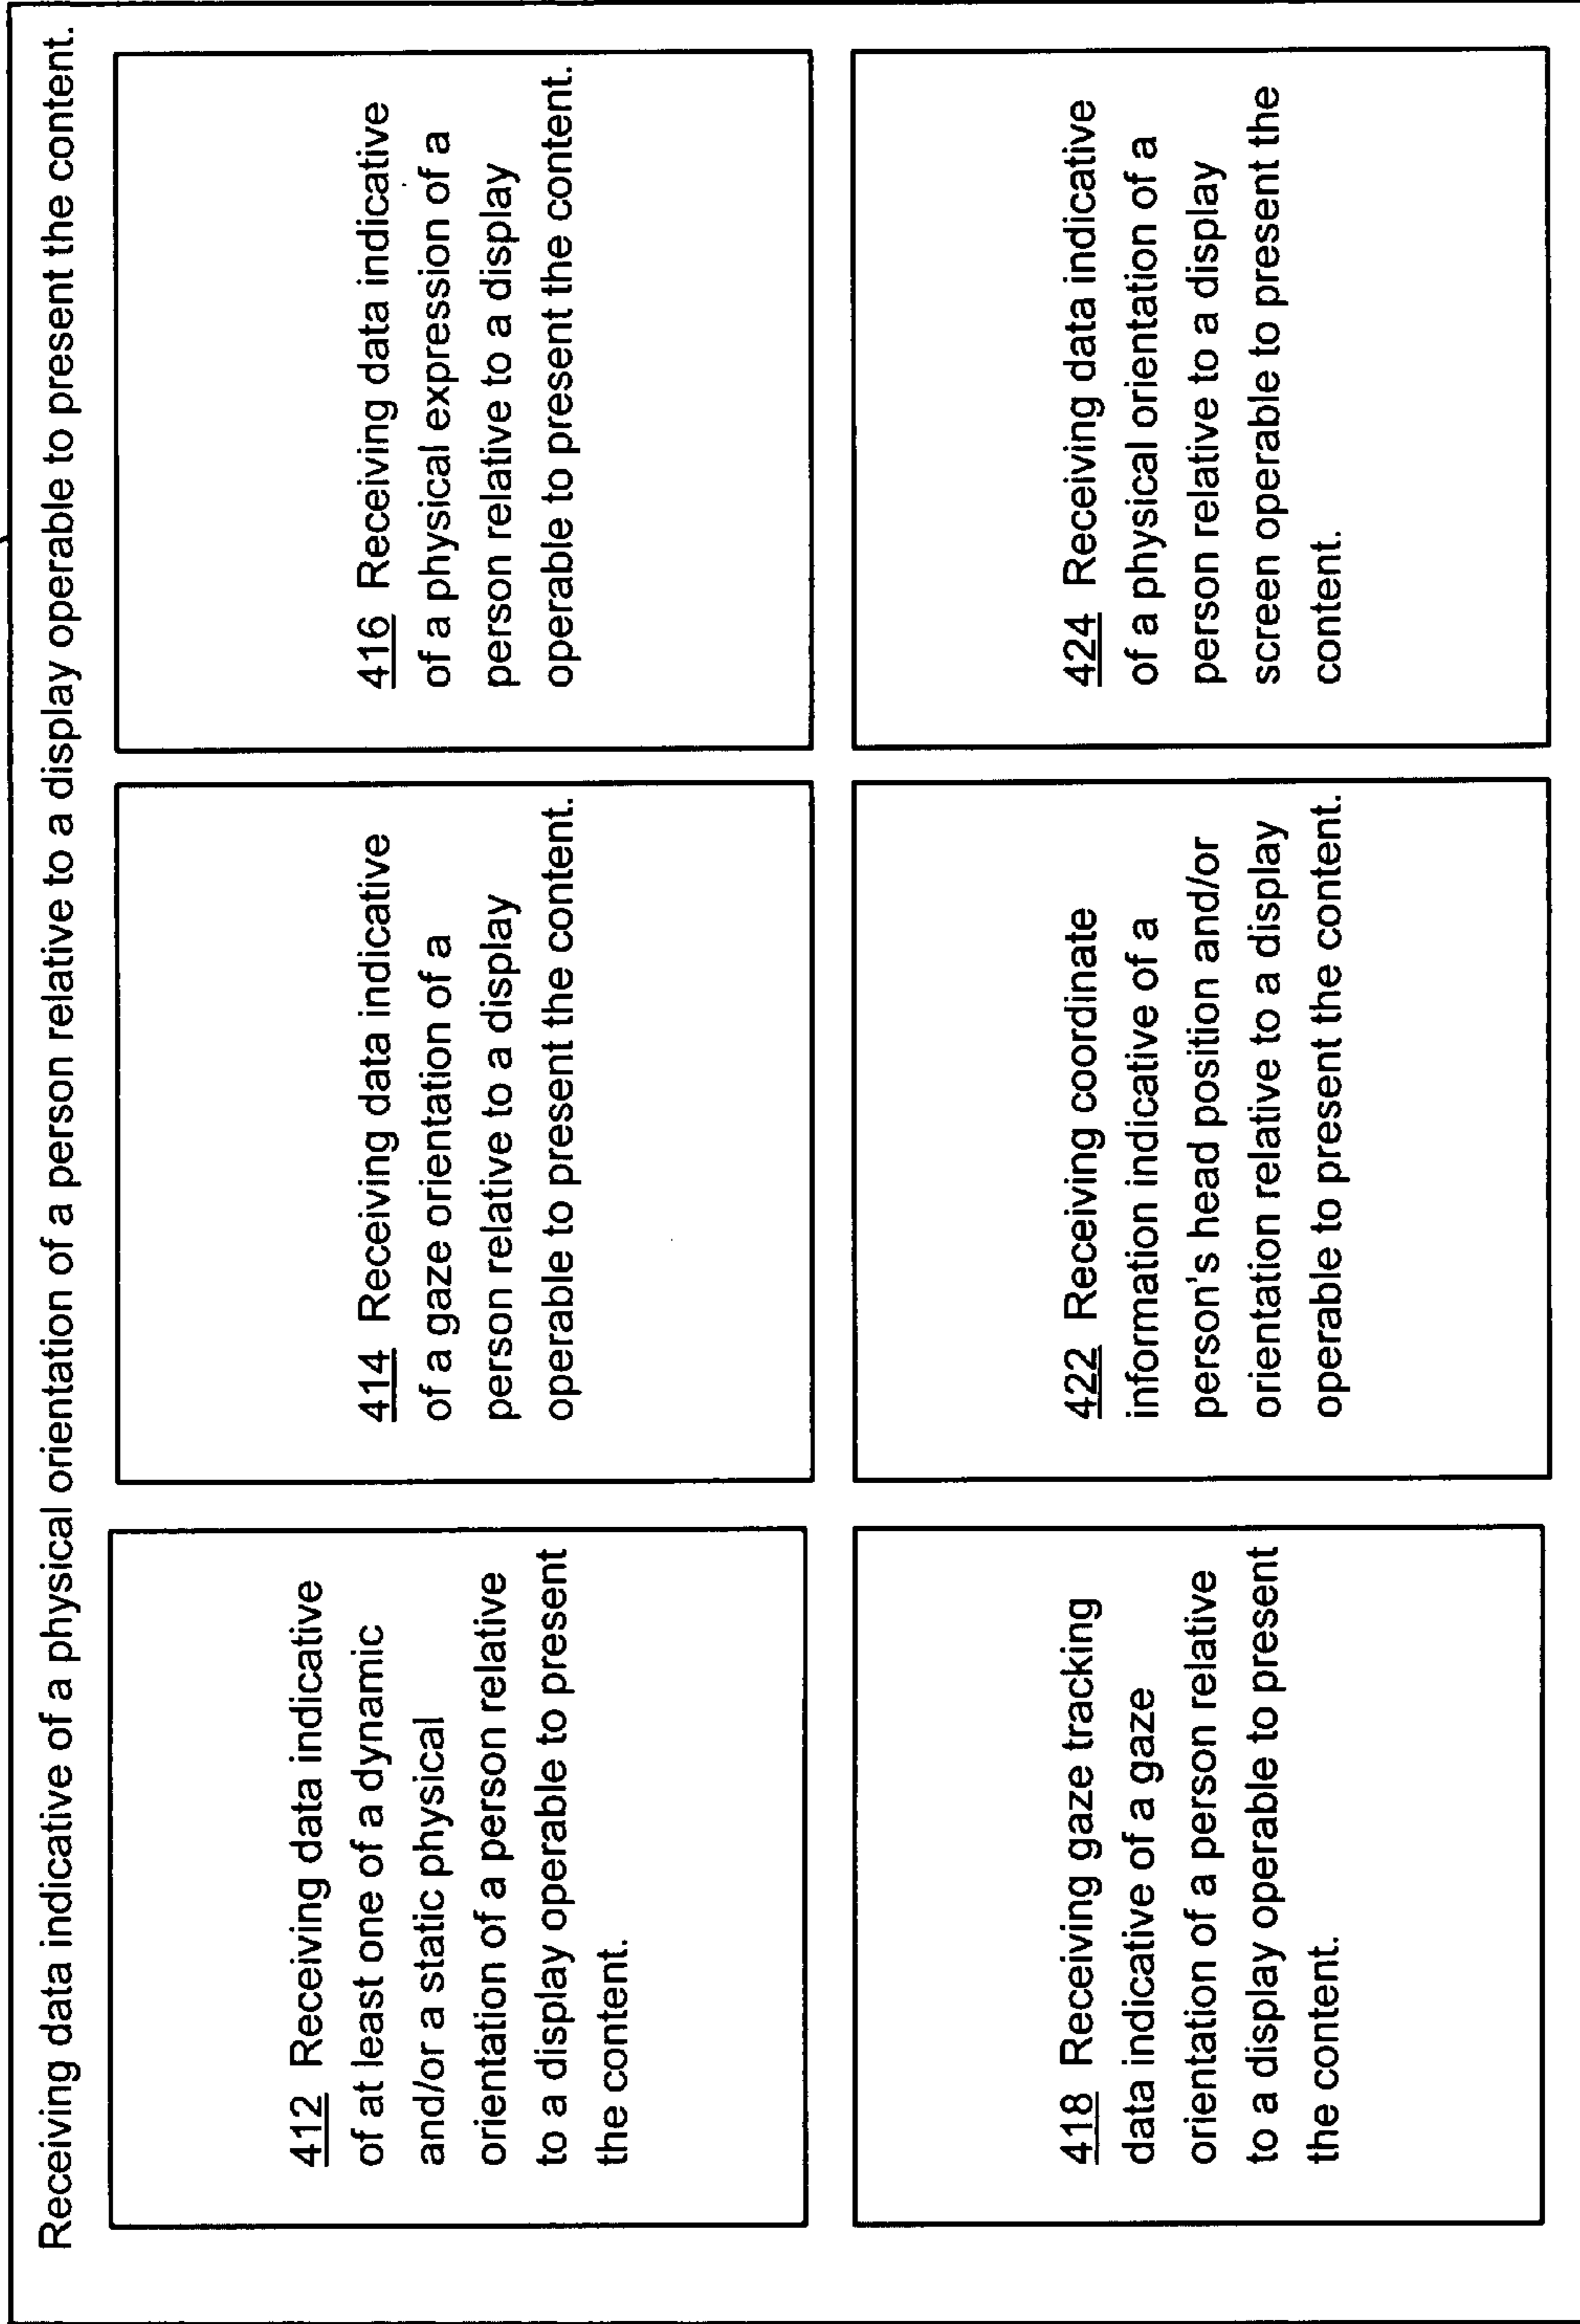 Receiving data indicative of a physical orientation of a person relative to a display operable to present the content.
412 Receiving data indicative
of at least one of a dynamic
and/or a static physical
orientation of a person relative
to a display operable to present
the content.
414 Receiving data indicative
of a gaze orientation of a
person relative to a display
operable to present the content.
416 Receiving data indicative
of a physical expression of a
person relative to a display
operable to present the content.
418 Receiving gaze tracking
data indicative of a gaze
orientation of a person relative
to a display operable to present
the content.
422 Receiving coordinate
information indicative of a
person's head position and/or
orientation relative to a display
operable to present the content.
424 Receiving data indicative
of a physical orientation of a
person relative to a display
screen operable to present the
content.